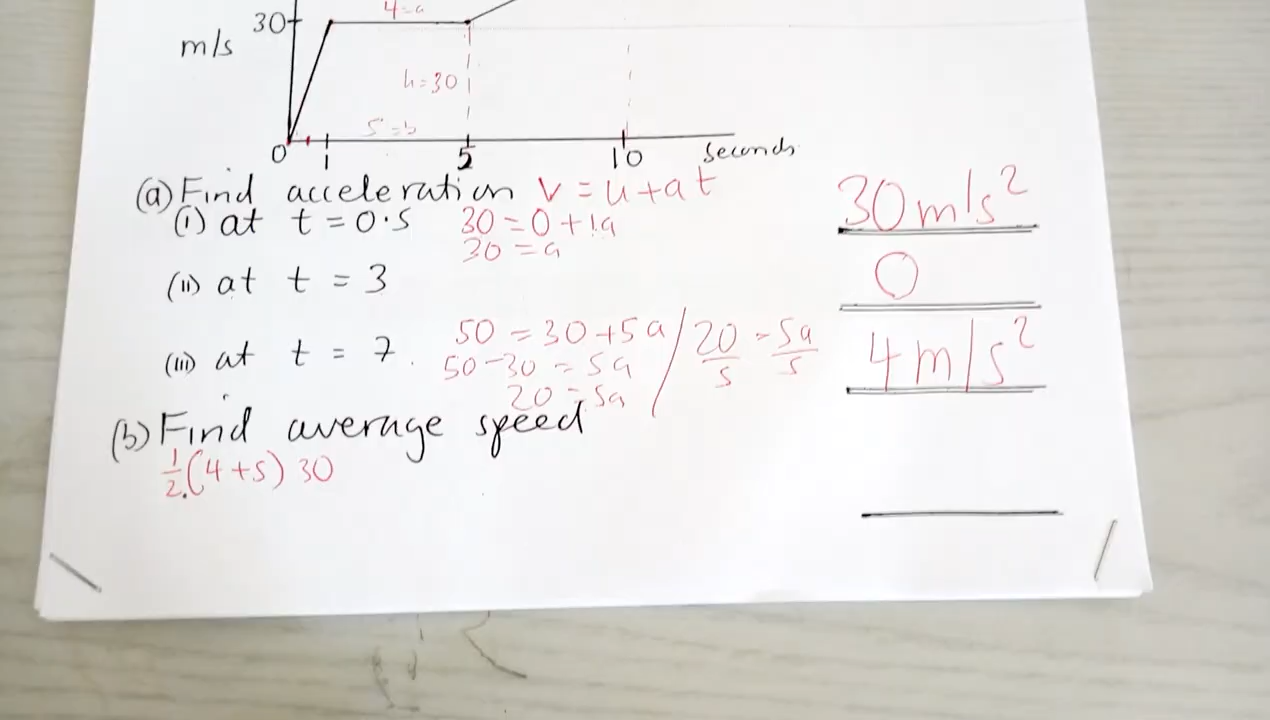 4=a
30
m/s
h=30
5=b
0 1 5 10 seconds
(a) Find acceleration v = u + at
(i) at t = 0.5 30 = 0 + 1a 30 m/s²
30 = a
(ii) at t = 3 0
(iii) at t = 7. 50 = 30 + 5a / 20/5 = 5a/5 4 m/s²
50-30 = 5a
20 = 5a
(b) Find average speed
1/2 (4+5) 30